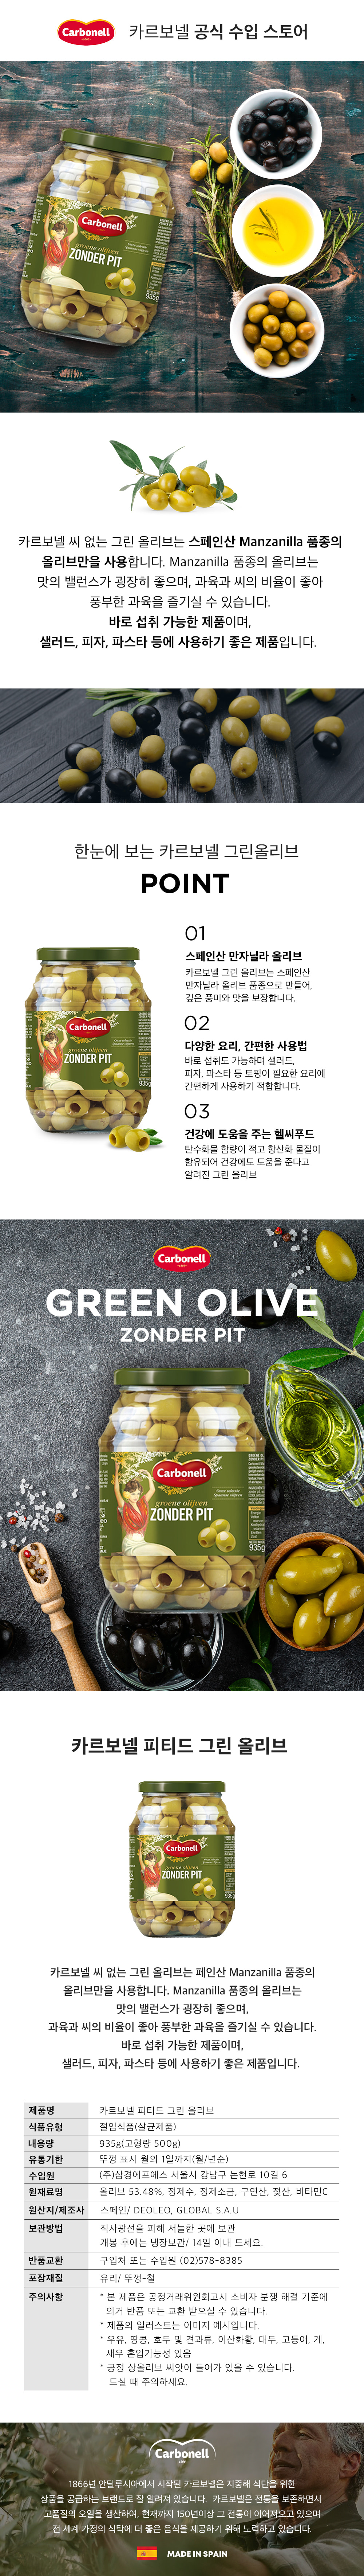 Carbonell
카르보넬 공식 수입 스토어
Carbonell
groene olijven
ZONDER PIT
935g
카르보넬 씨 없는 그린 올리브는 스페인산 Manzanilla 품종의
올리브만을 사용합니다. Manzanilla 품종의 올리브는
맛의 밸런스가 굉장히 좋으며, 과육과 씨의 비율이 좋아
풍부한 과육을 즐기실 수 있습니다.
바로 섭취 가능한 제품이며,
샐러드, 피자, 파스타 등에 사용하기 좋은 제품입니다.
한눈에 보는 카르보넬 그린올리브
POINT
Carbonell
groene olijven
ZONDER PIT
935g
01
스페인산 만자닐라 올리브
카르보넬 그린 올리브는 스페인산
만자닐라 올리브 품종으로 만들어,
깊은 풍미와 맛을 보장합니다.
02
다양한 요리, 간편한 사용법
바로 섭취도 가능하며 샐러드,
피자, 파스타 등 토핑이 필요한 요리에
간편하게 사용하기 적합합니다.
03
건강에 도움을 주는 헬씨푸드
탄수화물 함량이 적고 항산화 물질이
함유되어 건강에도 도움을 준다고
알려진 그린 올리브
Carbonell
GREEN OLIVE
ZONDER PIT
Carbonell
groene olijven
ZONDER PIT
935g
카르보넬 피티드 그린 올리브
Carbonell
groene olijven
ZONDER PIT
카르보넬 씨 없는 그린 올리브는 페인산 Manzanilla 품종의
올리브만을 사용합니다. Manzanilla 품종의 올리브는
맛의 밸런스가 굉장히 좋으며,
과육과 씨의 비율이 좋아 풍부한 과육을 즐기실 수 있습니다.
바로 섭취 가능한 제품이며,
샐러드, 피자, 파스타 등에 사용하기 좋은 제품입니다.
제품명 카르보넬 피티드 그린 올리브
식품유형 절임식품(살균제품)
내용량 935g(고형량 500g)
유통기한 뚜껑 표시 월의 1일까지(월/년순)
수입원 (주)삼경에프에스 서울시 강남구 논현로 10길 6
원재료명 올리브 53.48%, 정제수, 정제소금, 구연산, 젖산, 비타민C
원산지/제조사 스페인/ DEOLEO, GLOBAL S.A.U
보관방법 직사광선을 피해 서늘한 곳에 보관
개봉 후에는 냉장보관/ 14일 이내 드세요.
반품교환 구입처 또는 수입원 (02)578-8385
포장재질 유리/ 뚜껑-철
주의사항 * 본 제품은 공정거래위원회고시 소비자 분쟁 해결 기준에
의거 반품 또는 교환 받으실 수 있습니다.
* 제품의 일러스트는 이미지 예시입니다.
* 우유, 땅콩, 호두 및 견과류, 이산화황, 대두, 고등어, 게,
새우 혼입가능성 있음
* 공정 상올리브 씨앗이 들어가 있을 수 있습니다.
드실 때 주의하세요.
Carbonell
1866년 안달루시아에서 시작된 카르보넬은 지중해 식단을 위한
상품을 공급하는 브랜드로 잘 알려져 있습니다. 카르보넬은 전통을 보존하면서
고품질의 오일을 생산하여, 현재까지 150년이상 그 전통이 이어져오고 있으며
전 세계 가정의 식탁에 더 좋은 음식을 제공하기 위해 노력하고 있습니다.
MADE IN SPAIN